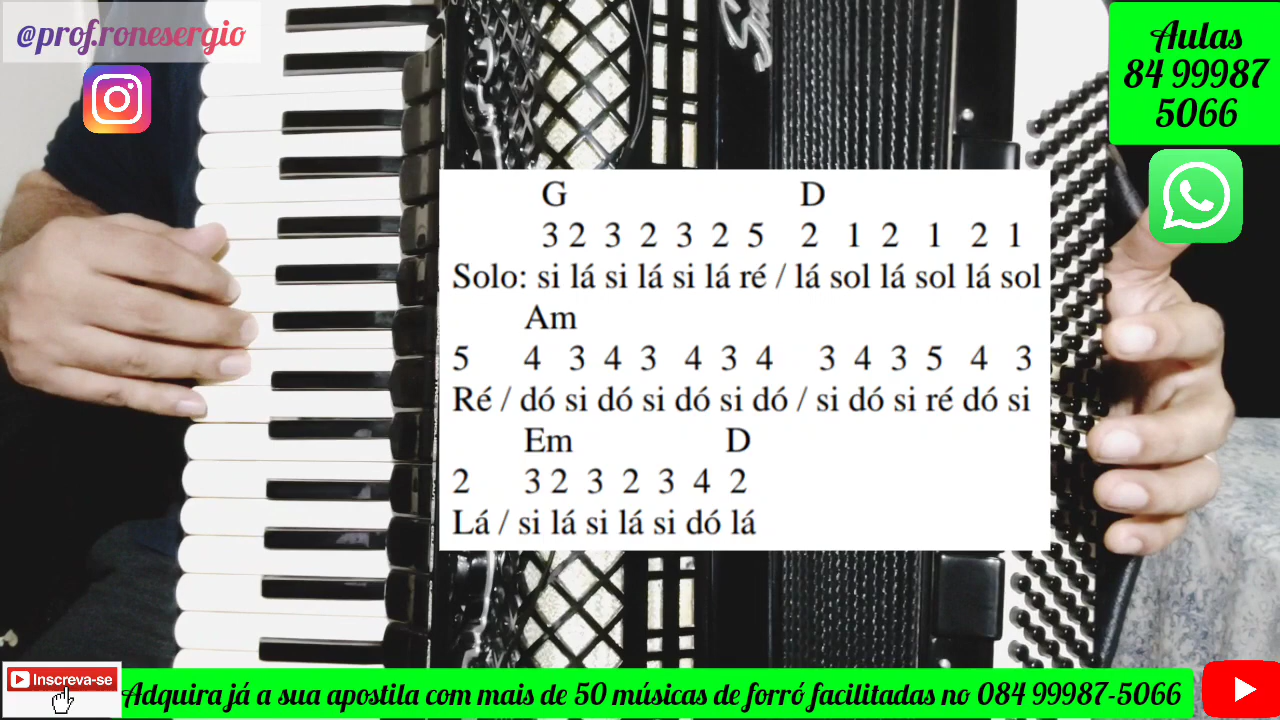 @prof.ronesergio
Aulas
84 99987
5066
G D
3 2 3 2 3 2 5 2 1 2 1 2 1
Solo: si lá si lá si lá ré / lá sol lá sol lá sol
Am
5 4 3 4 3 4 3 4 3 4 3 5 4 3
Ré / dó si dó si dó si dó / si dó si ré dó si
Em D
2 3 2 3 2 3 4 2
Lá / si lá si lá si dó lá
Inscreva-se
Adquira já a sua apostila com mais de 50 músicas de forró facilitadas no 084 99987-5066